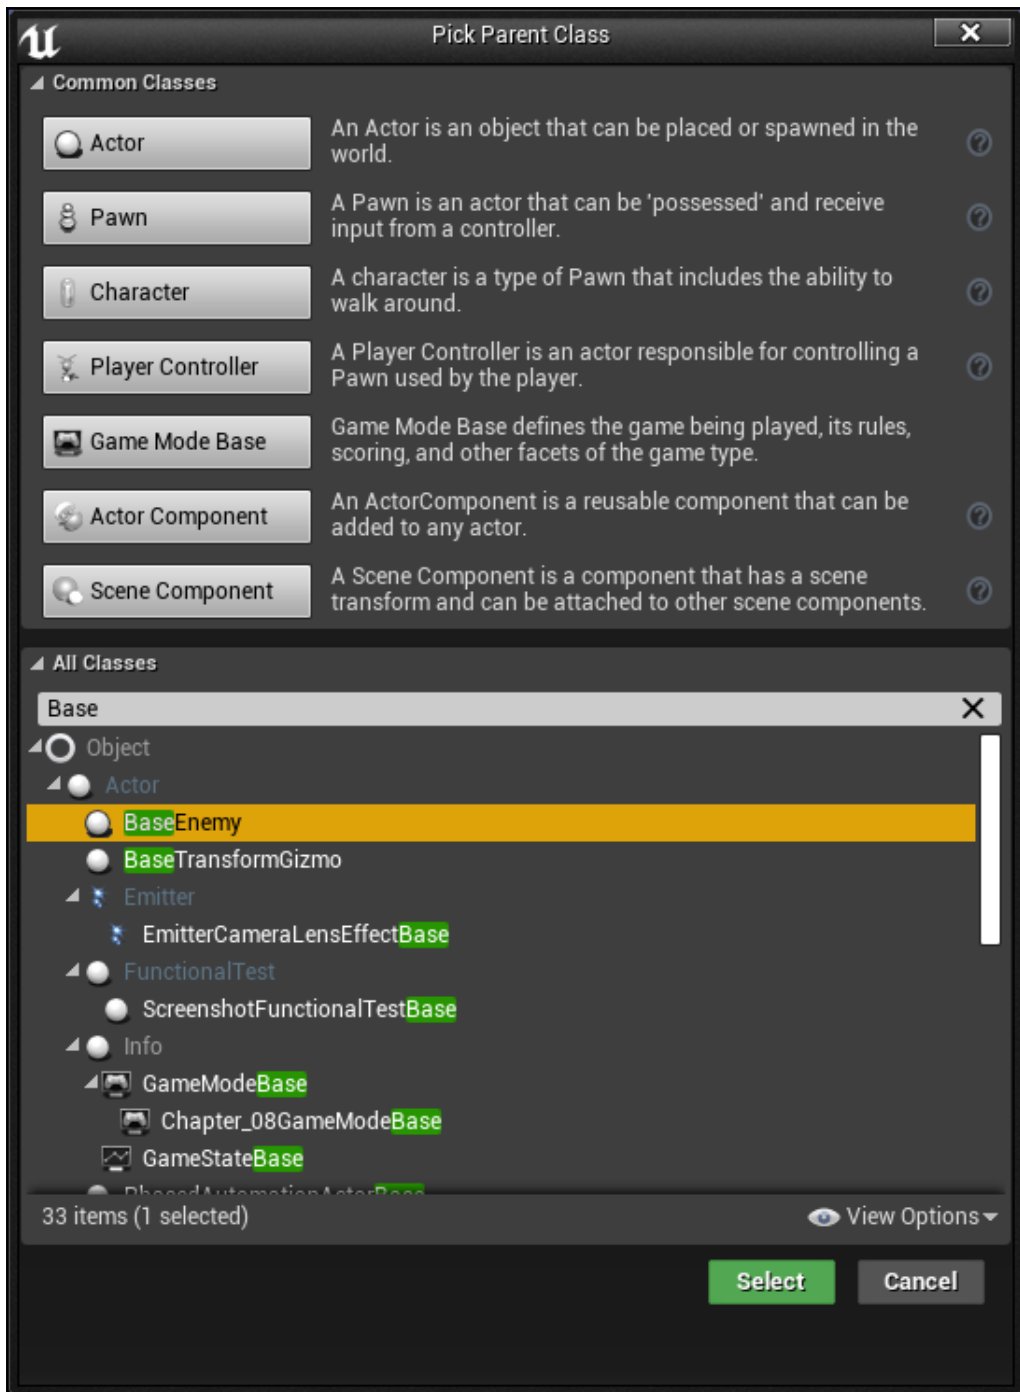 Pick Parent Class
Common Classes
Actor
An Actor is an object that can be placed or spawned in the
world.
Pawn
A Pawn is an actor that can be 'possessed' and receive
input from a controller.
Character
A character is a type of Pawn that includes the ability to
walk around.
Player Controller
A Player Controller is an actor responsible for controlling a
Pawn used by the player.
Game Mode Base
Game Mode Base defines the game being played, its rules,
scoring, and other facets of the game type.
Actor Component
An ActorComponent is a reusable component that can be
added to any actor.
Scene Component
A Scene Component is a component that has a scene
transform and can be attached to other scene components.
All Classes
Base
Object
Actor
BaseEnemy
BaseTransformGizmo
Emitter
EmitterCameraLensEffectBase
FunctionalTest
ScreenshotFunctionalTestBase
Info
GameModeBase
Chapter_08GameModeBase
GameStateBase
PhasedAutomationActorBase
33 items (1 selected)
View Options
Select
Cancel